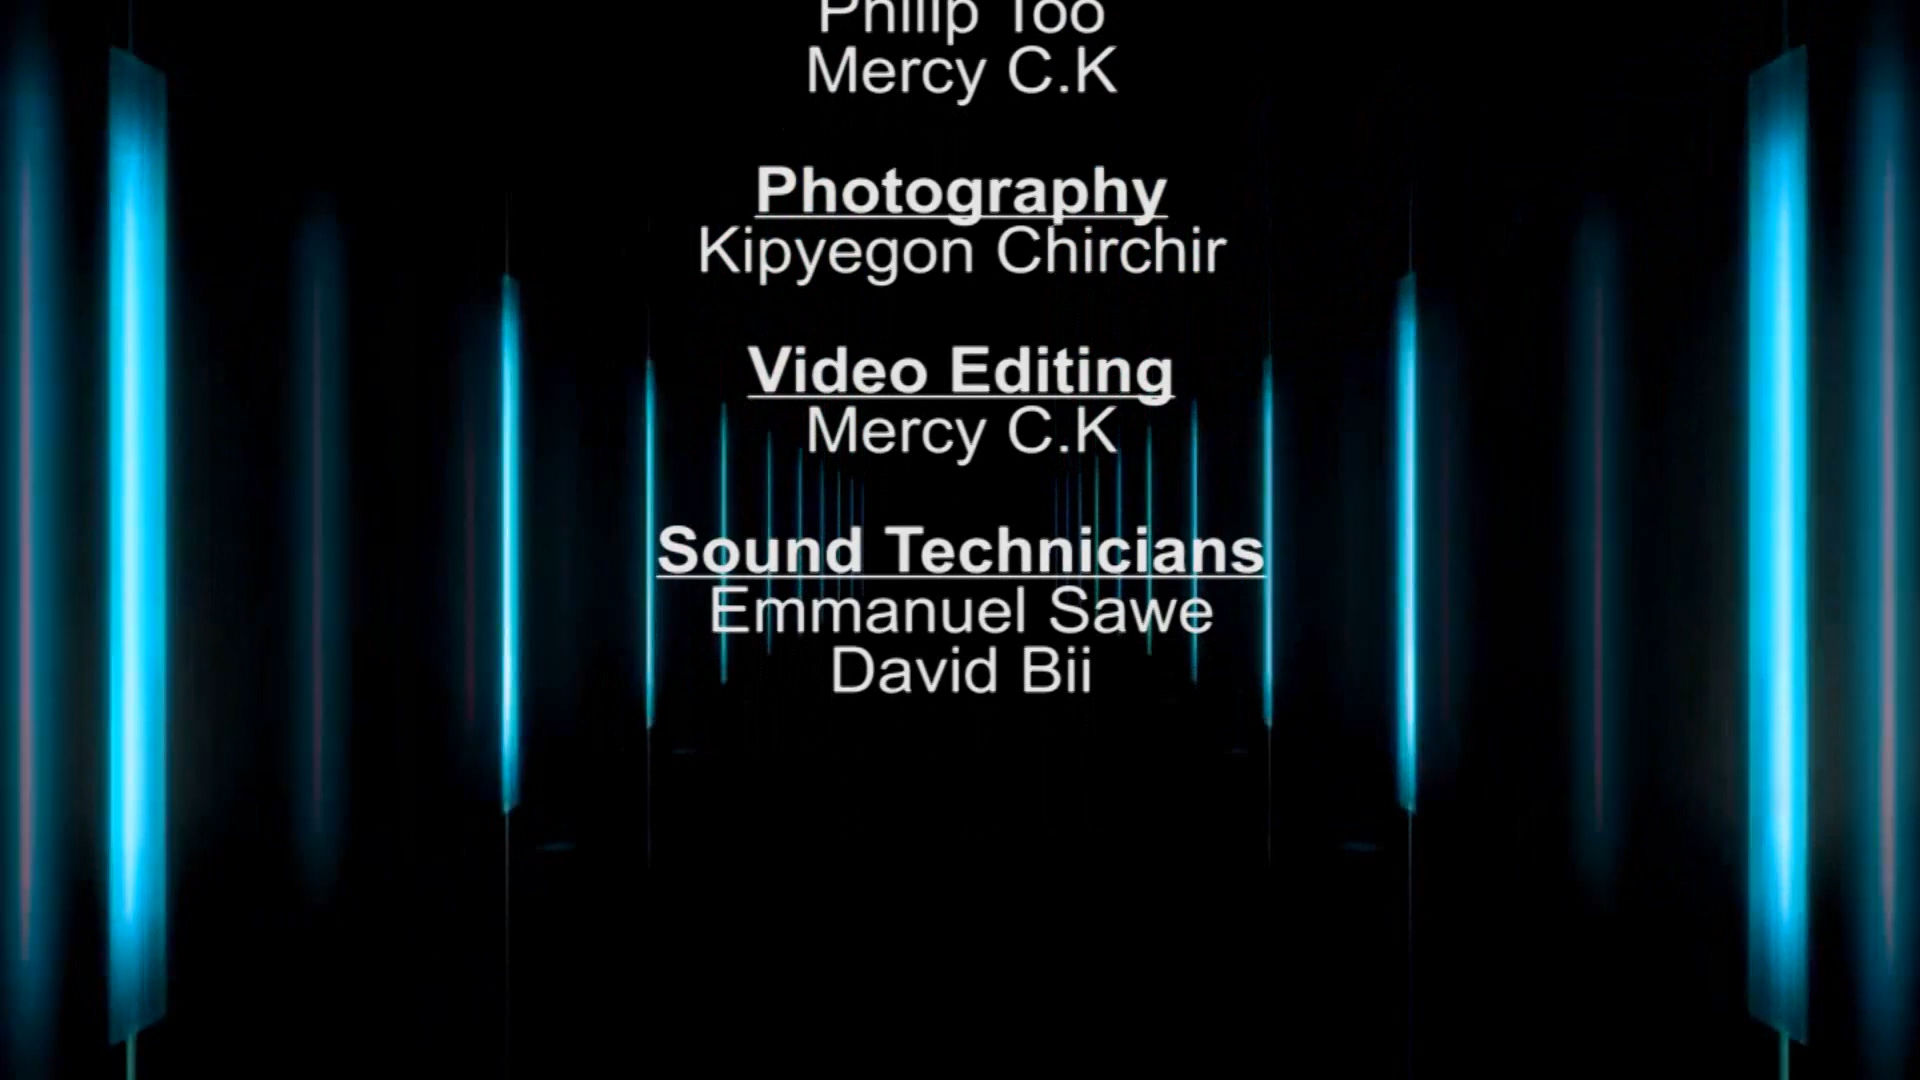 Philip Too
Mercy C.K
Photography
Kipyegon Chirchir
Video Editing
Mercy C.K
Sound Technicians
Emmanuel Sawe
David Bii